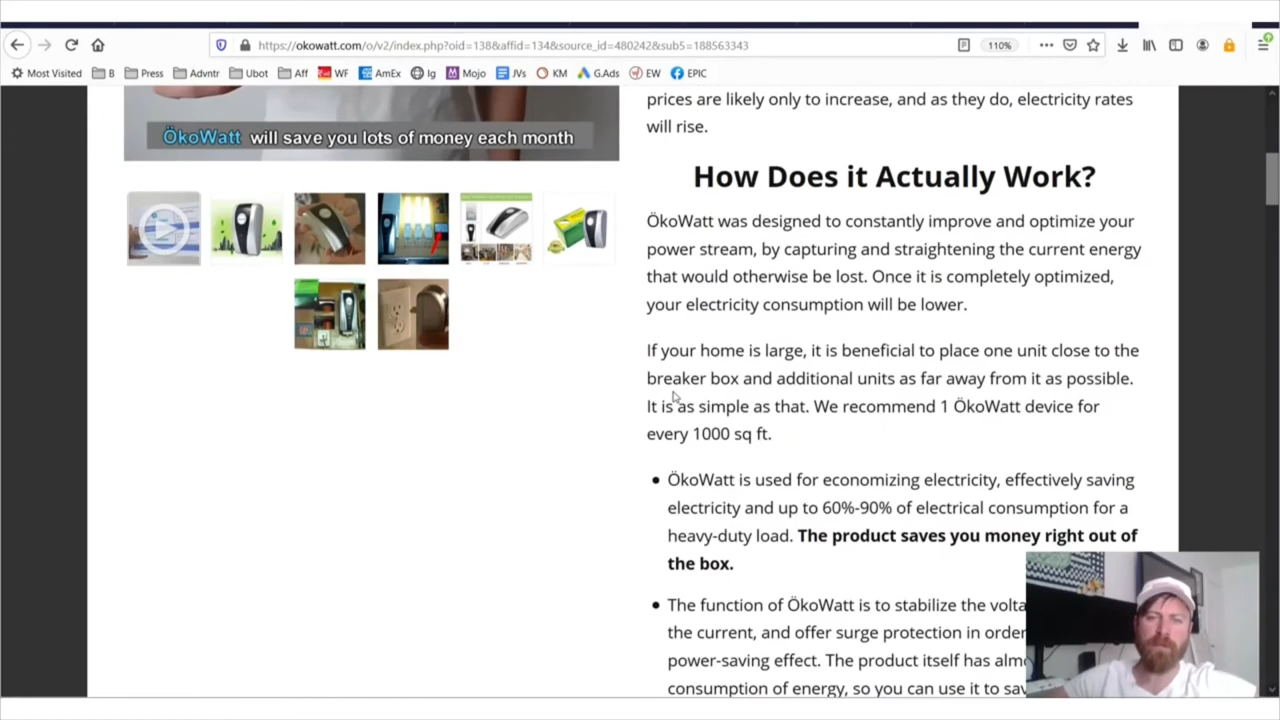 https://okowatt.com/o/v2/index.php?oid=138&affid=134&source_id=480242&sub5=188563343
110%
Most Visited B Press Advntr Ubot Aff WF AmEx Ig Mojo JVs KM G.Ads EW EPIC
prices are likely only to increase, and as they do, electricity rates
will rise.
ÖkoWatt will save you lots of money each month
How Does it Actually Work?
ÖkoWatt was designed to constantly improve and optimize your
power stream, by capturing and straightening the current energy
that would otherwise be lost. Once it is completely optimized,
your electricity consumption will be lower.
If your home is large, it is beneficial to place one unit close to the
breaker box and additional units as far away from it as possible.
It is as simple as that. We recommend 1 ÖkoWatt device for
every 1000 sq ft.
ÖkoWatt is used for economizing electricity, effectively saving
electricity and up to 60%-90% of electrical consumption for a
heavy-duty load. The product saves you money right out of
the box.
The function of ÖkoWatt is to stabilize the volta
the current, and offer surge protection in order
power-saving effect. The product itself has almo
consumption of energy, so you can use it to sav